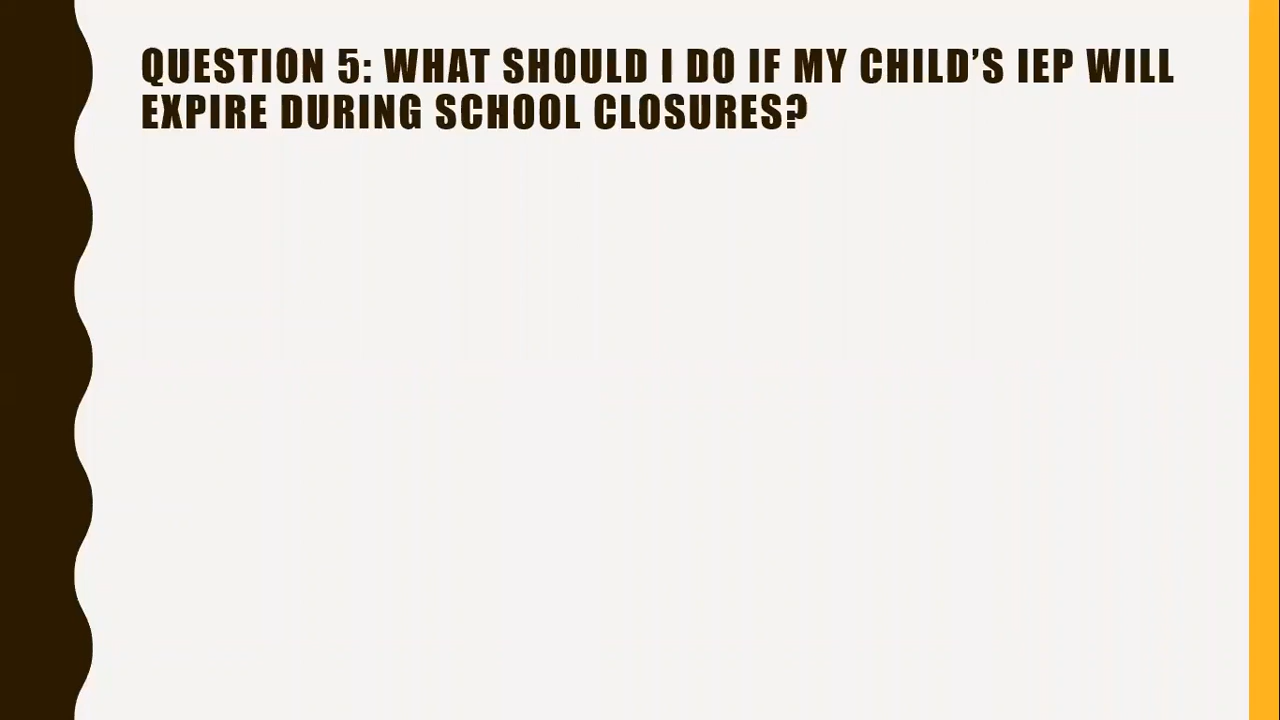 QUESTION 5: WHAT SHOULD I DO IF MY CHILD’S IEP WILL
EXPIRE DURING SCHOOL CLOSURES?